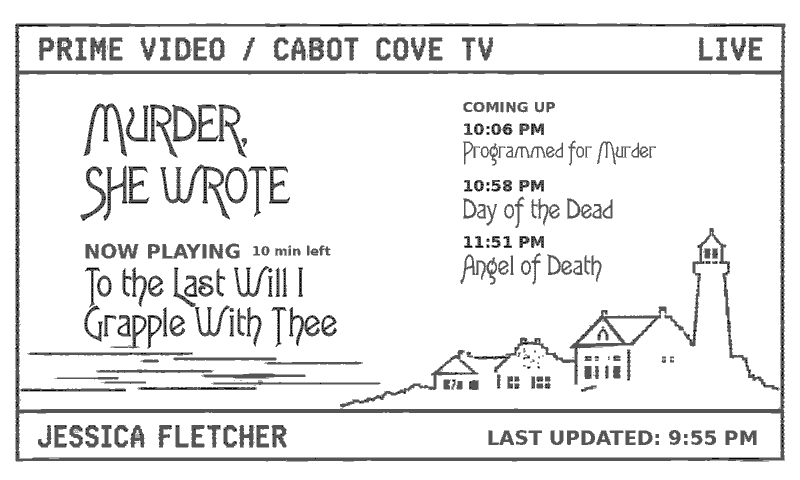 PRIME VIDEO / CABOT COVE TV
LIVE
MURDER,
SHE WROTE
NOW PLAYING 10 min left
To the Last Will I
Grapple With Thee
COMING UP
10:06 PM
Programmed for Murder
10:58 PM
Day of the Dead
11:51 PM
Angel of Death
JESSICA FLETCHER
LAST UPDATED: 9:55 PM